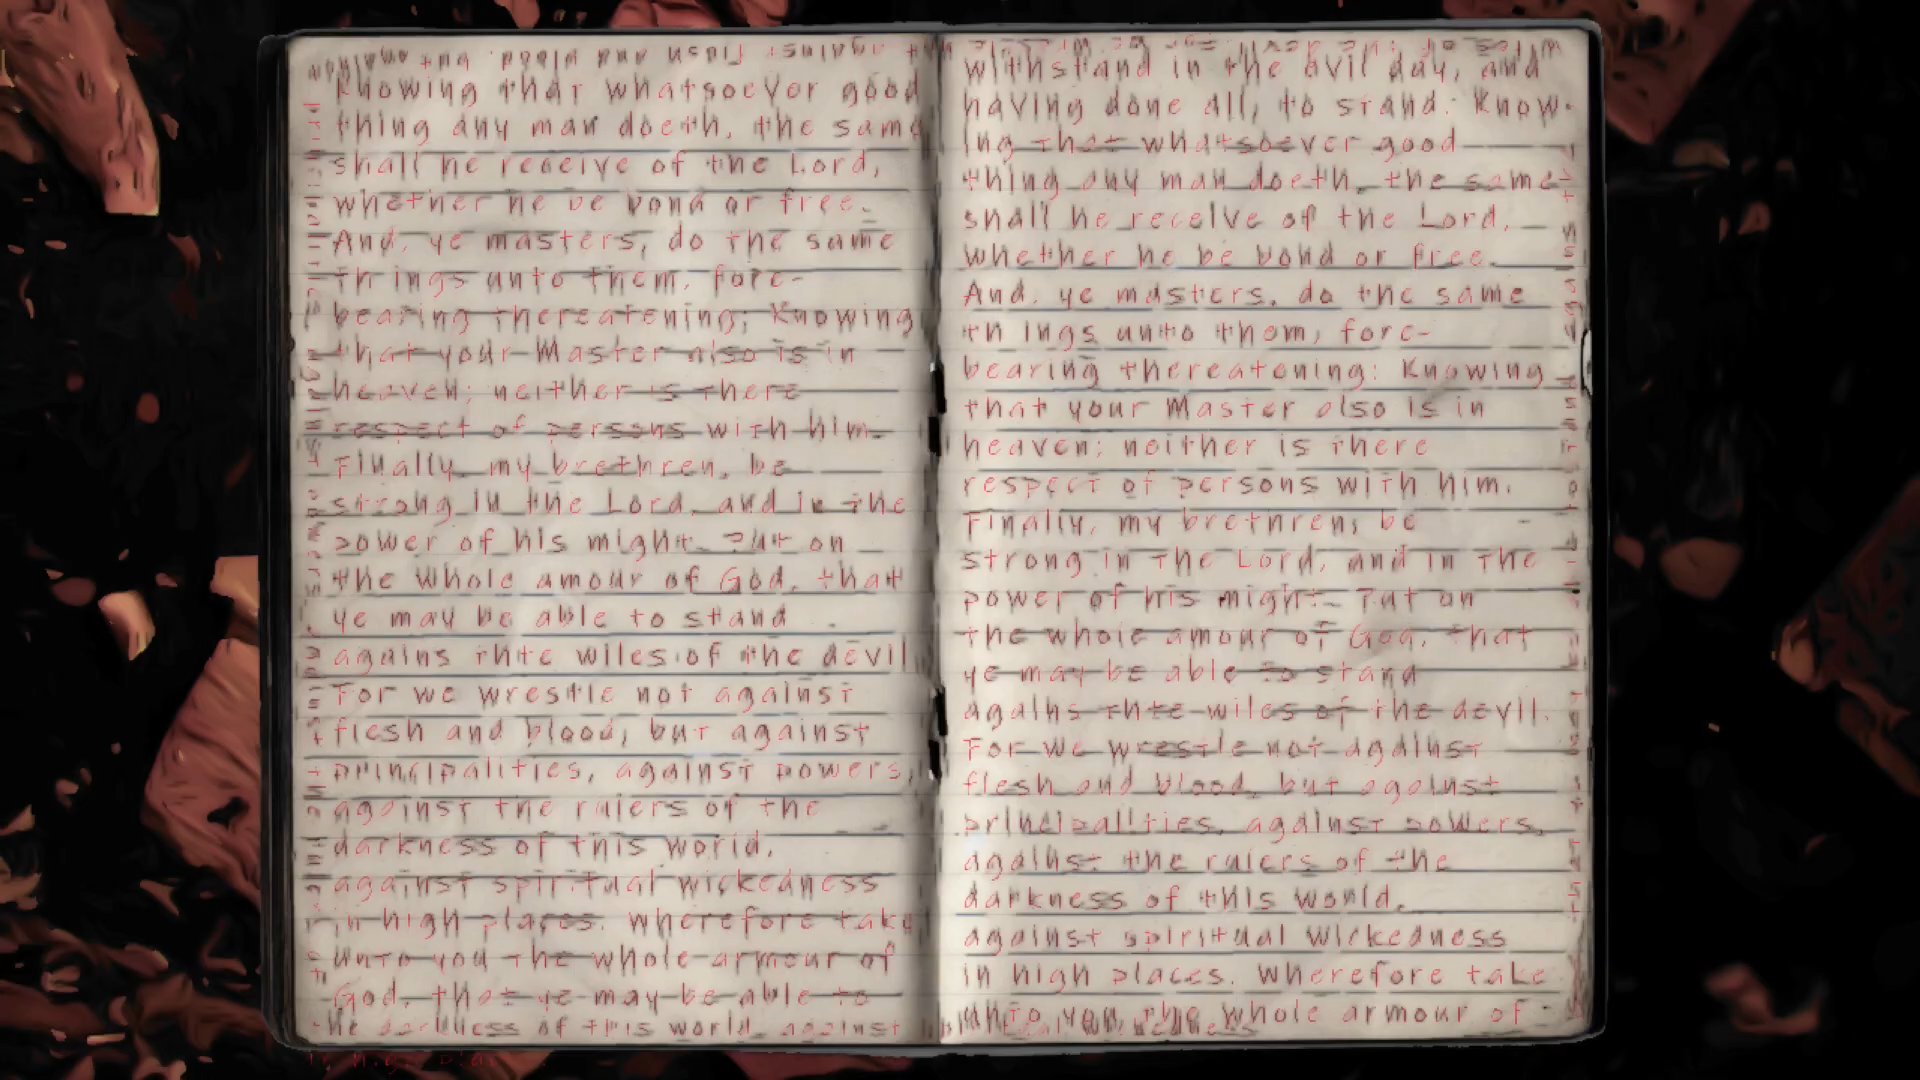 Knowing that whatsoever good
thing any man doeth, the same
shall he receive of the Lord,
whether he be bond or free.
And, ye masters, do the same
things unto them, fore-
bearing thereatening; Knowing
that your Master also is in
heaven; neither is there
respect of persons with him.
Finally, my brethren, be
strong in the Lord, and in the
power of his might. Put on
the whole amour of God, that
ye may be able to stand
agains thte wiles of the devil
For we wrestle not against
flesh and blood, but against
principalities, against powers,
against the rulers of the
darkness of this world,
against spiritual wickedness
in high places. wherefore take
unto you the whole armour of
God, that ye may be able to
the darkness of this world, against
withstand in the evil day, and
having done all, to stand. Know-
ing that whatsoever good
thing any man doeth, the same
shall he receive of the Lord,
whether he be bond or free.
And, ye masters, do the same
th ings unto them, fore-
bearing thereatening: Knowing
that your Master also is in
heaven; neither is there
respect of persons with him.
Finally, my brethren, be
strong in the Lord, and in the
power of his might. Put on
the whole amour of God, that
ye may be able to stand
agains thte wiles of the devil.
For we wrestle not against
flesh and blood, but against
principalities, against powers,
against the rulers of the
darkness of this world,
against spiritual wickedness
in high places. Wherefore take
unto you the whole armour of